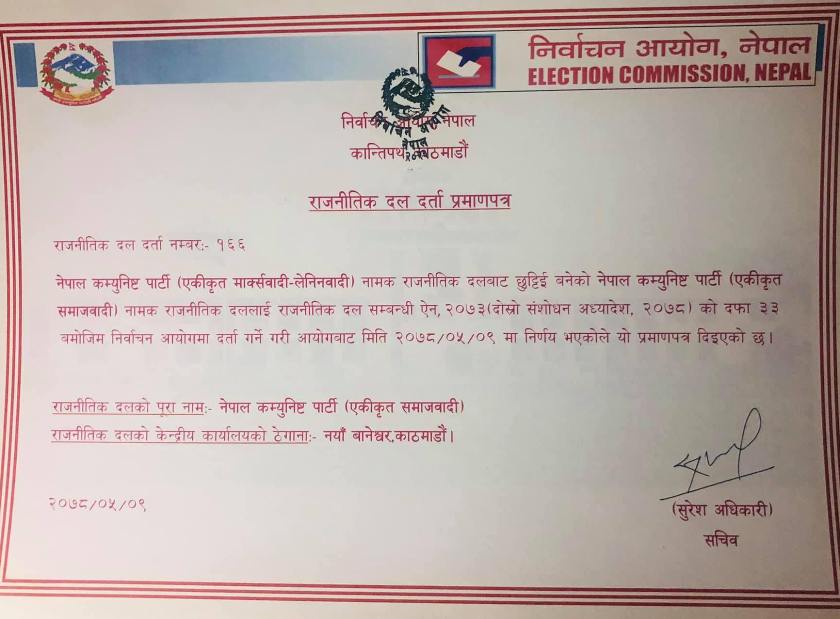 निर्वाचन आयोग, नेपाल
ELECTION COMMISSION, NEPAL
निर्वाचन आयोग नेपाल
कान्तिपथ, काठमाडौं
निर्वाचन आयोग
नेपाल
राजनीतिक दल दर्ता प्रमाणपत्र
राजनीतिक दल दर्ता नम्बर:- १६६
नेपाल कम्युनिष्ट पार्टी (एकीकृत मार्क्सवादी-लेनिनवादी) नामक राजनीतिक दलबाट छुट्टिई बनेको नेपाल कम्युनिष्ट पार्टी (एकीकृत
समाजवादी) नामक राजनीतिक दललाई राजनीतिक दल सम्बन्धी ऐन, २०७३(दोस्रो संशोधन अध्यादेश, २०७८) को दफा ३३
बमोजिम निर्वाचन आयोगमा दर्ता गर्ने गरी आयोगबाट मिति २०७८/०५/०९ मा निर्णय भएकोले यो प्रमाणपत्र दिइएको छ।
राजनीतिक दलको पूरा नाम:- नेपाल कम्युनिष्ट पार्टी (एकीकृत समाजवादी)
राजनीतिक दलको केन्द्रीय कार्यालयको ठेगाना:- नयाँ बानेश्वर,काठमाडौं।
२०७८/०५/०९
(सुरेश अधिकारी)
सचिव